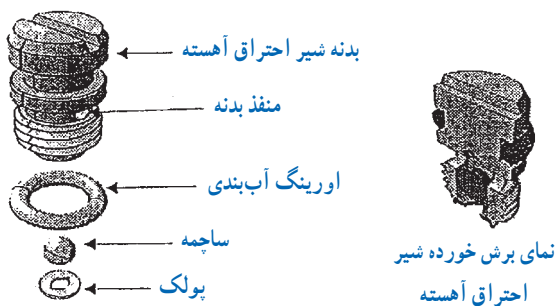 بدنه شیر احتراق آهسته
منفذ بدنه
اورینگ آب‌بندی
ساچمه
پولک
نمای برش خورده شیر
احتراق آهسته